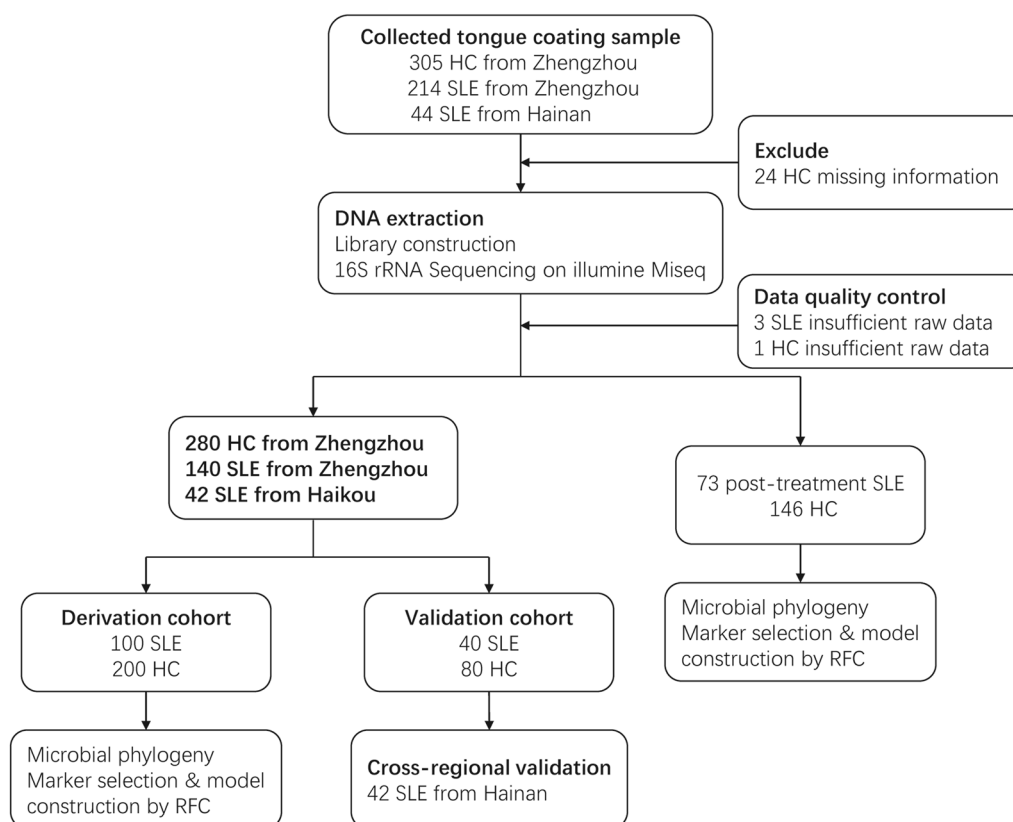 Collected tongue coating sample
305 HC from Zhengzhou
214 SLE from Zhengzhou
44 SLE from Hainan
Exclude
24 HC missing information
DNA extraction
Library construction
16S rRNA Sequencing on illumine Miseq
Data quality control
3 SLE insufficient raw data
1 HC insufficient raw data
280 HC from Zhengzhou
140 SLE from Zhengzhou
42 SLE from Haikou
73 post-treatment SLE
146 HC
Derivation cohort
100 SLE
200 HC
Validation cohort
40 SLE
80 HC
Microbial phylogeny
Marker selection & model
construction by RFC
Microbial phylogeny
Marker selection & model
construction by RFC
Cross-regional validation
42 SLE from Hainan